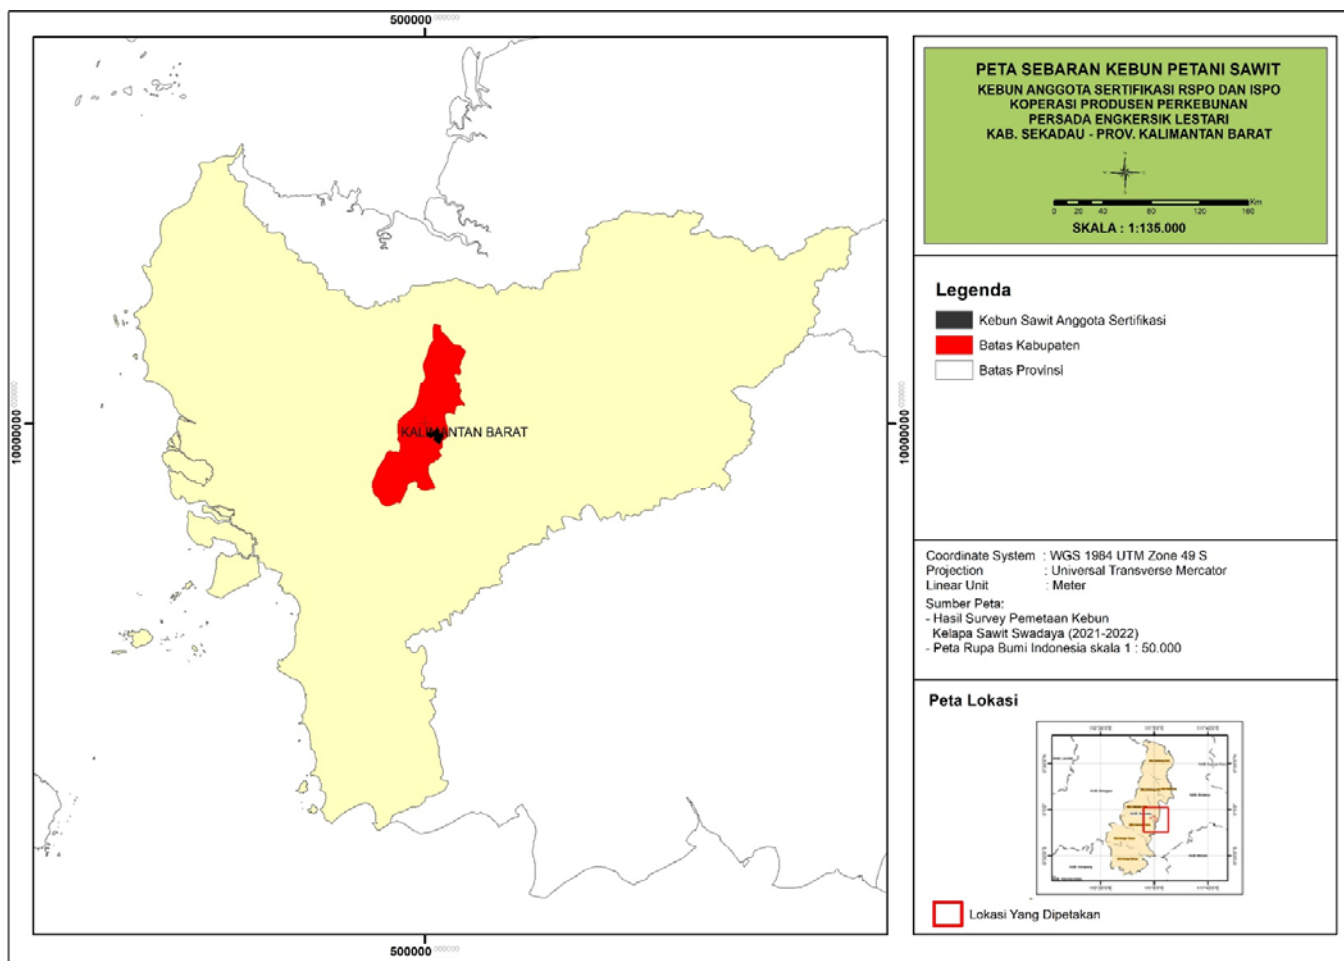 500000
PETA SEBARAN KEBUN PETANI SAWIT
KEBUN ANGGOTA SERTIFIKASI RSPO DAN ISPO
KOPERASI PRODUSEN PERKEBUNAN
PERSADA ENGKERSIK LESTARI
KAB. SEKADAU - PROV. KALIMANTAN BARAT
0 20 40 80 120 160 Km
SKALA : 1:135.000
Legenda
Kebun Sawit Anggota Sertifikasi
Batas Kabupaten
Batas Provinsi
10000000
KALIMANTAN BARAT
10000000
Coordinate System : WGS 1984 UTM Zone 49 S
Projection : Universal Transverse Mercator
Linear Unit : Meter
Sumber Peta:
- Hasil Survey Pemetaan Kebun
Kelapa Sawit Swadaya (2021-2022)
- Peta Rupa Bumi Indonesia skala 1 : 50.000
Peta Lokasi
Lokasi Yang Dipetakan
500000